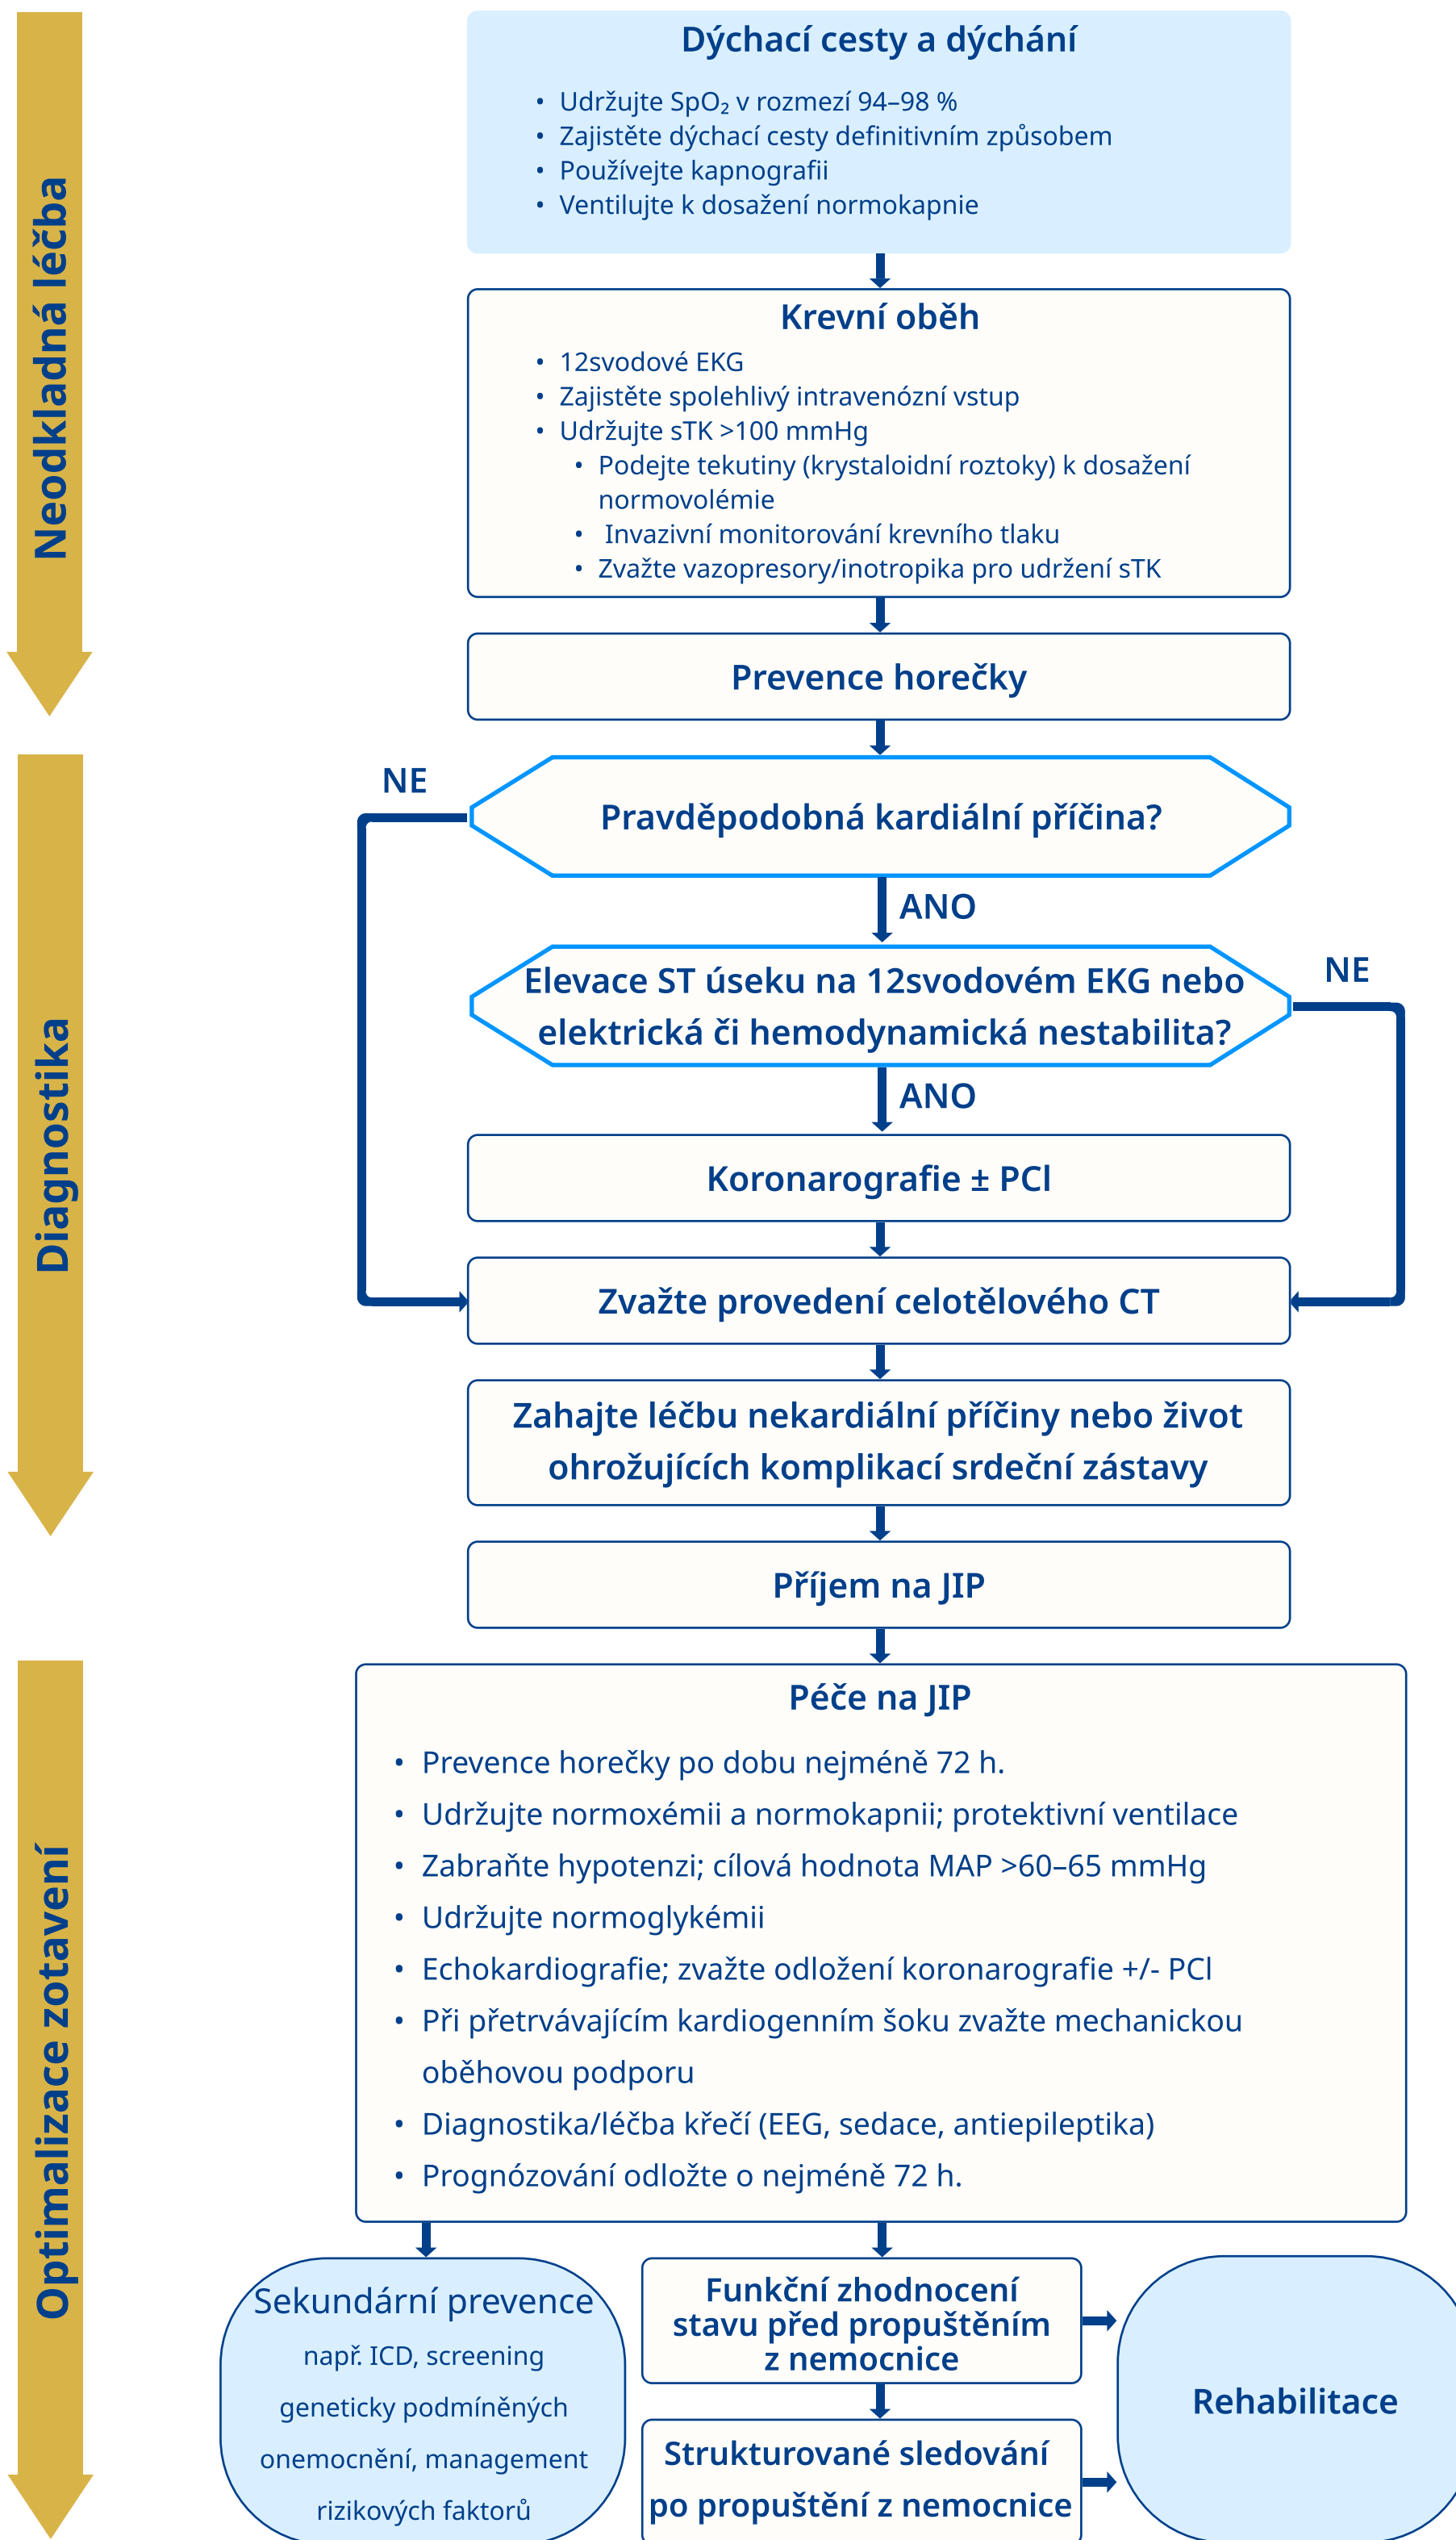 Neodkladná léčba
Dýchací cesty a dýchání
• Udržujte SpO₂ v rozmezí 94–98 %
• Zajistěte dýchací cesty definitivním způsobem
• Používejte kapnografii
• Ventilujte k dosažení normokapnie
Krevní oběh
• 12svodové EKG
• Zajistěte spolehlivý intravenózní vstup
• Udržujte sTK >100 mmHg
• Podejte tekutiny (krystaloidní roztoky) k dosažení
normovolémie
• Invazivní monitorování krevního tlaku
• Zvažte vazopresory/inotropika pro udržení sTK
Prevence horečky
Diagnostika
NE
Pravděpodobná kardiální příčina?
ANO
NE
Elevace ST úseku na 12svodovém EKG nebo
elektrická či hemodynamická nestabilita?
ANO
Koronarografie ± PCl
Zvažte provedení celotělového CT
Zahajte léčbu nekardiální příčiny nebo život
ohrožujících komplikací srdeční zástavy
Příjem na JIP
Optimalizace zotavení
Péče na JIP
• Prevence horečky po dobu nejméně 72 h.
• Udržujte normoxémii a normokapnii; protektivní ventilace
• Zabraňte hypotenzi; cílová hodnota MAP >60–65 mmHg
• Udržujte normoglykémii
• Echokardiografie; zvažte odložení koronarografie +/- PCl
• Při přetrvávajícím kardiogenním šoku zvažte mechanickou
oběhovou podporu
• Diagnostika/léčba křečí (EEG, sedace, antiepileptika)
• Prognózování odložte o nejméně 72 h.
Sekundární prevence
např. ICD, screening
geneticky podmíněných
onemocnění, management
rizikových faktorů
Funkční zhodnocení
stavu před propuštěním
z nemocnice
Strukturované sledování
po propuštění z nemocnice
Rehabilitace